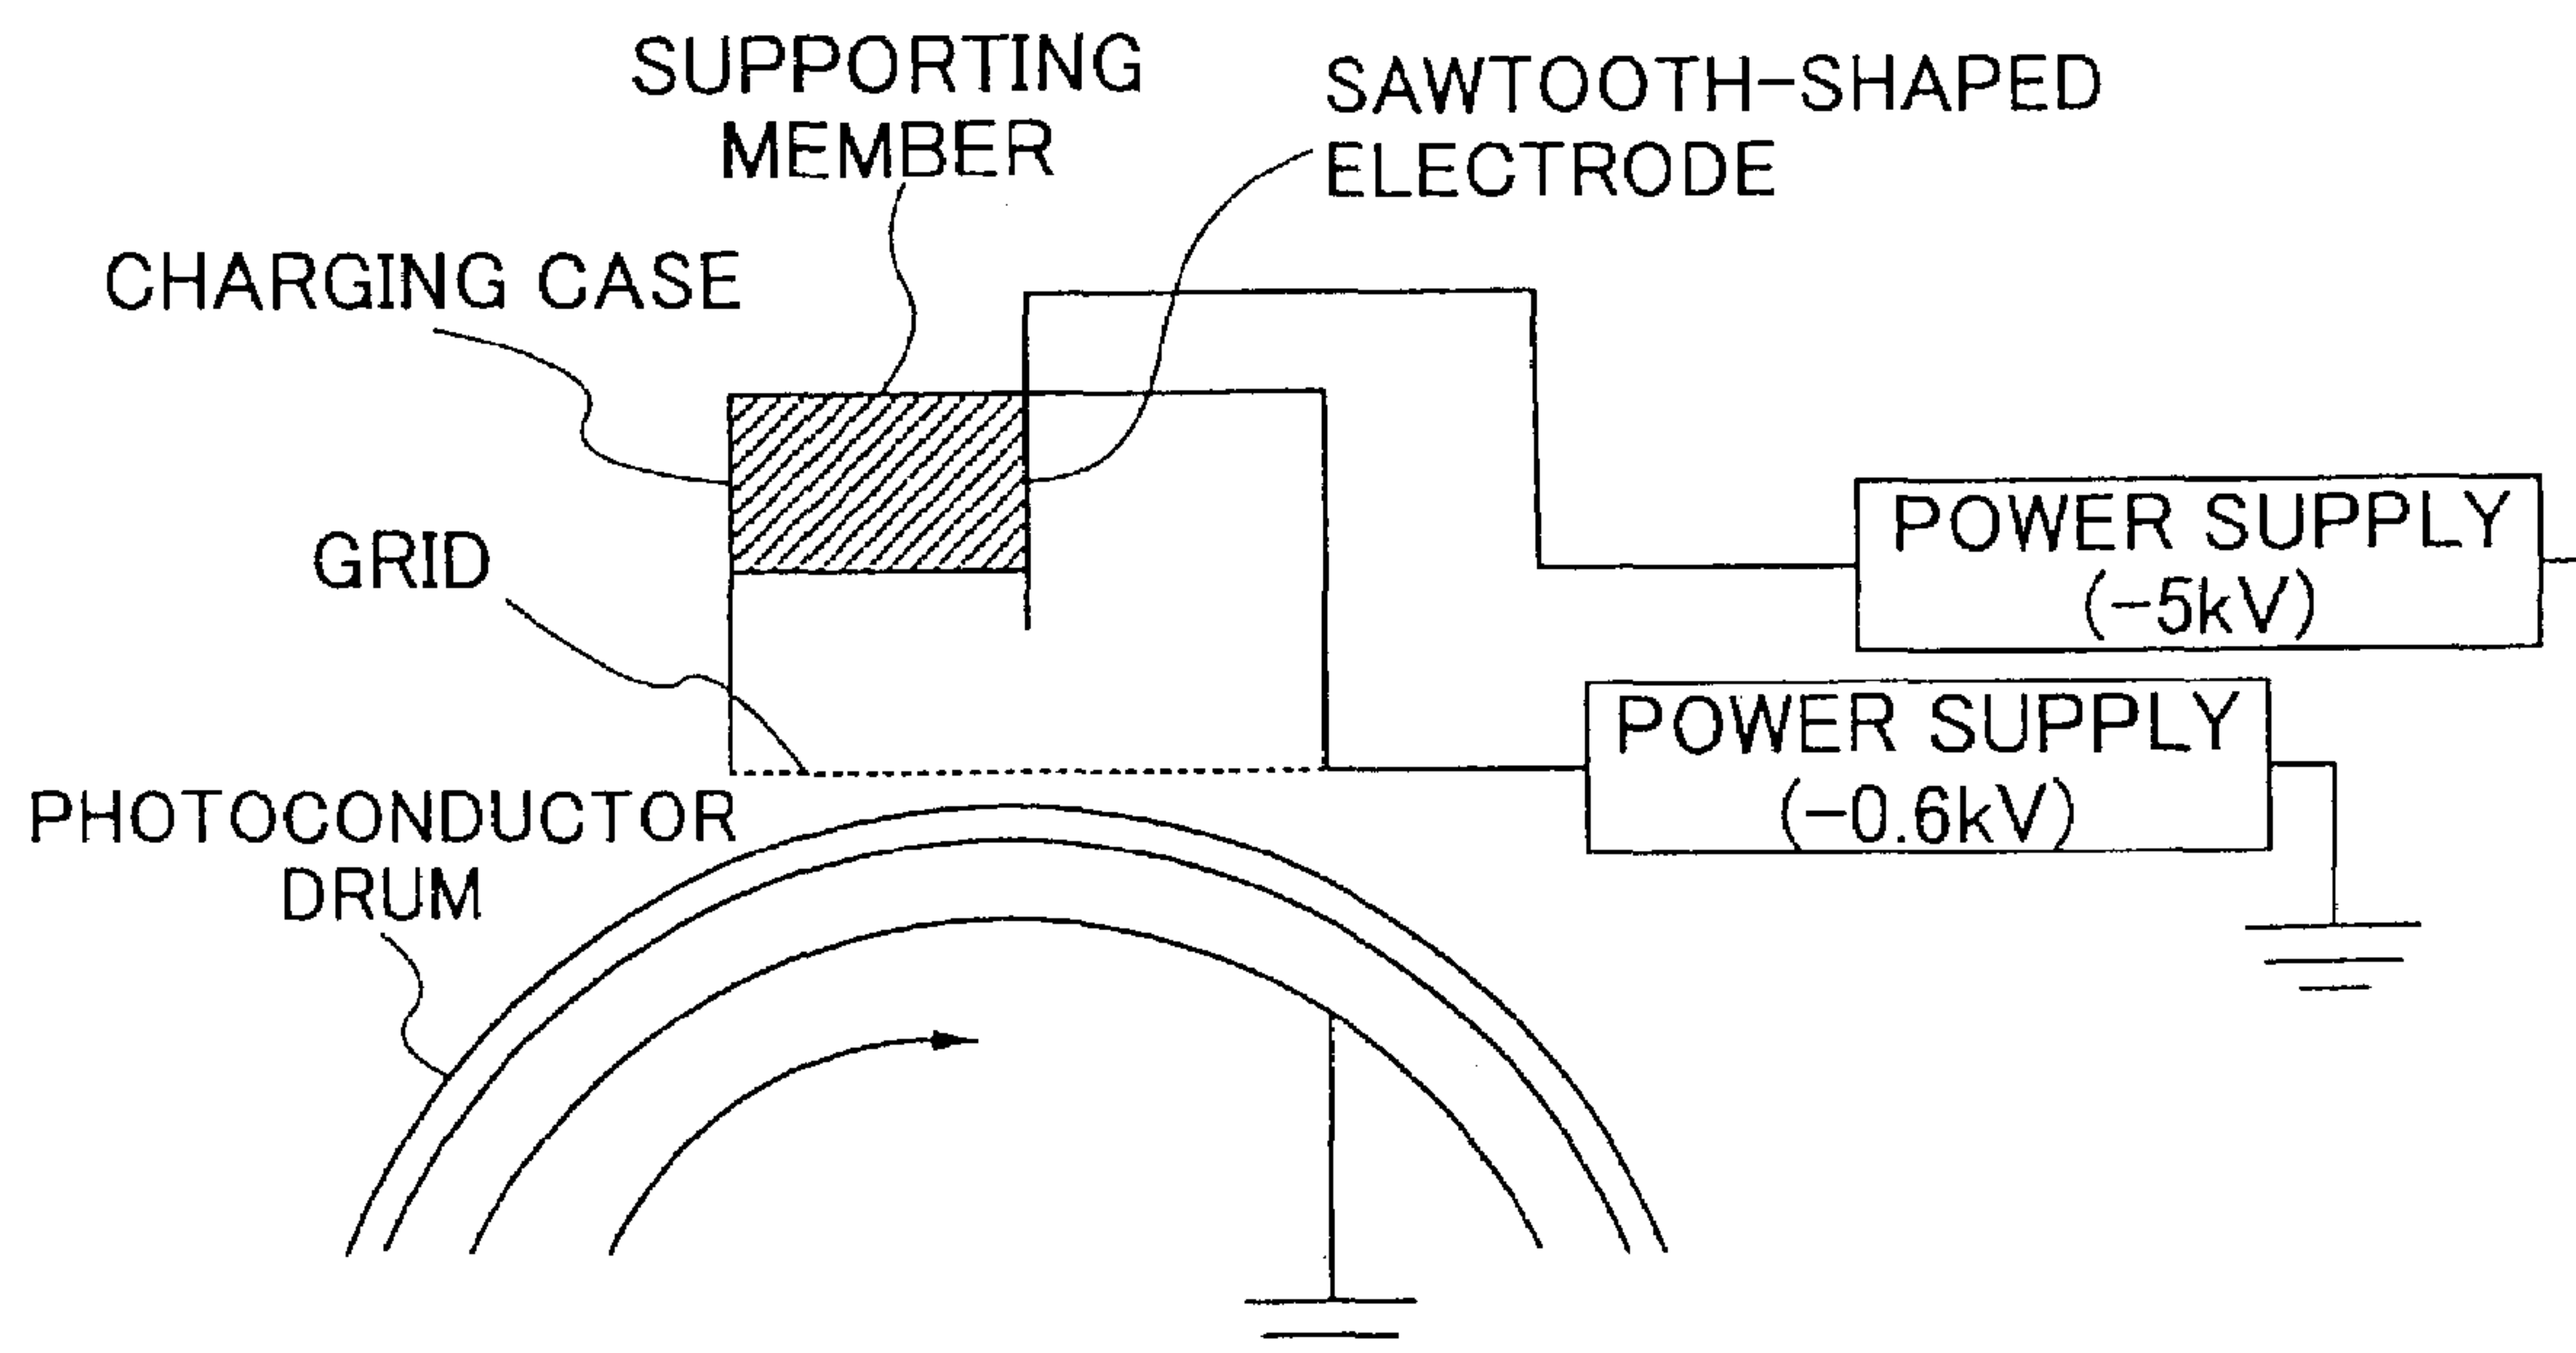 SUPPORTING
MEMBER
SAWTOOTH-SHAPED
ELECTRODE
CHARGING CASE
GRID
POWER SUPPLY
(-5kV)
POWER SUPPLY
(-0.6kV)
PHOTOCONDUCTOR
DRUM